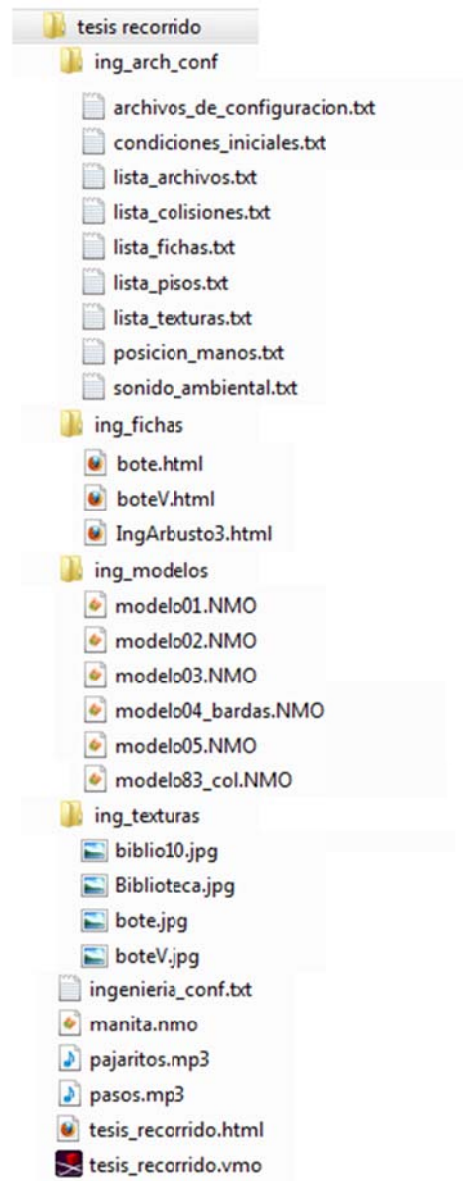 tesis recorrido
ing_arch_conf
archivos_de_configuracion.txt
condiciones_iniciales.txt
lista_archivos.txt
lista_colisiones.txt
lista_fichas.txt
lista_pisos.txt
lista_texturas.txt
posicion_manos.txt
sonido_ambiental.txt
ing_fichas
bote.html
boteV.html
IngArbusto3.html
ing_modelos
modelo01.NMO
modelo02.NMO
modelo03.NMO
modelo04_bardas.NMO
modelo05.NMO
modelo83_col.NMO
ing_texturas
biblio10.jpg
Biblioteca.jpg
bote.jpg
boteV.jpg
ingenieria_conf.txt
manita.nmo
pajaritos.mp3
pasos.mp3
tesis_recorrido.html
tesis_recorrido.vmo